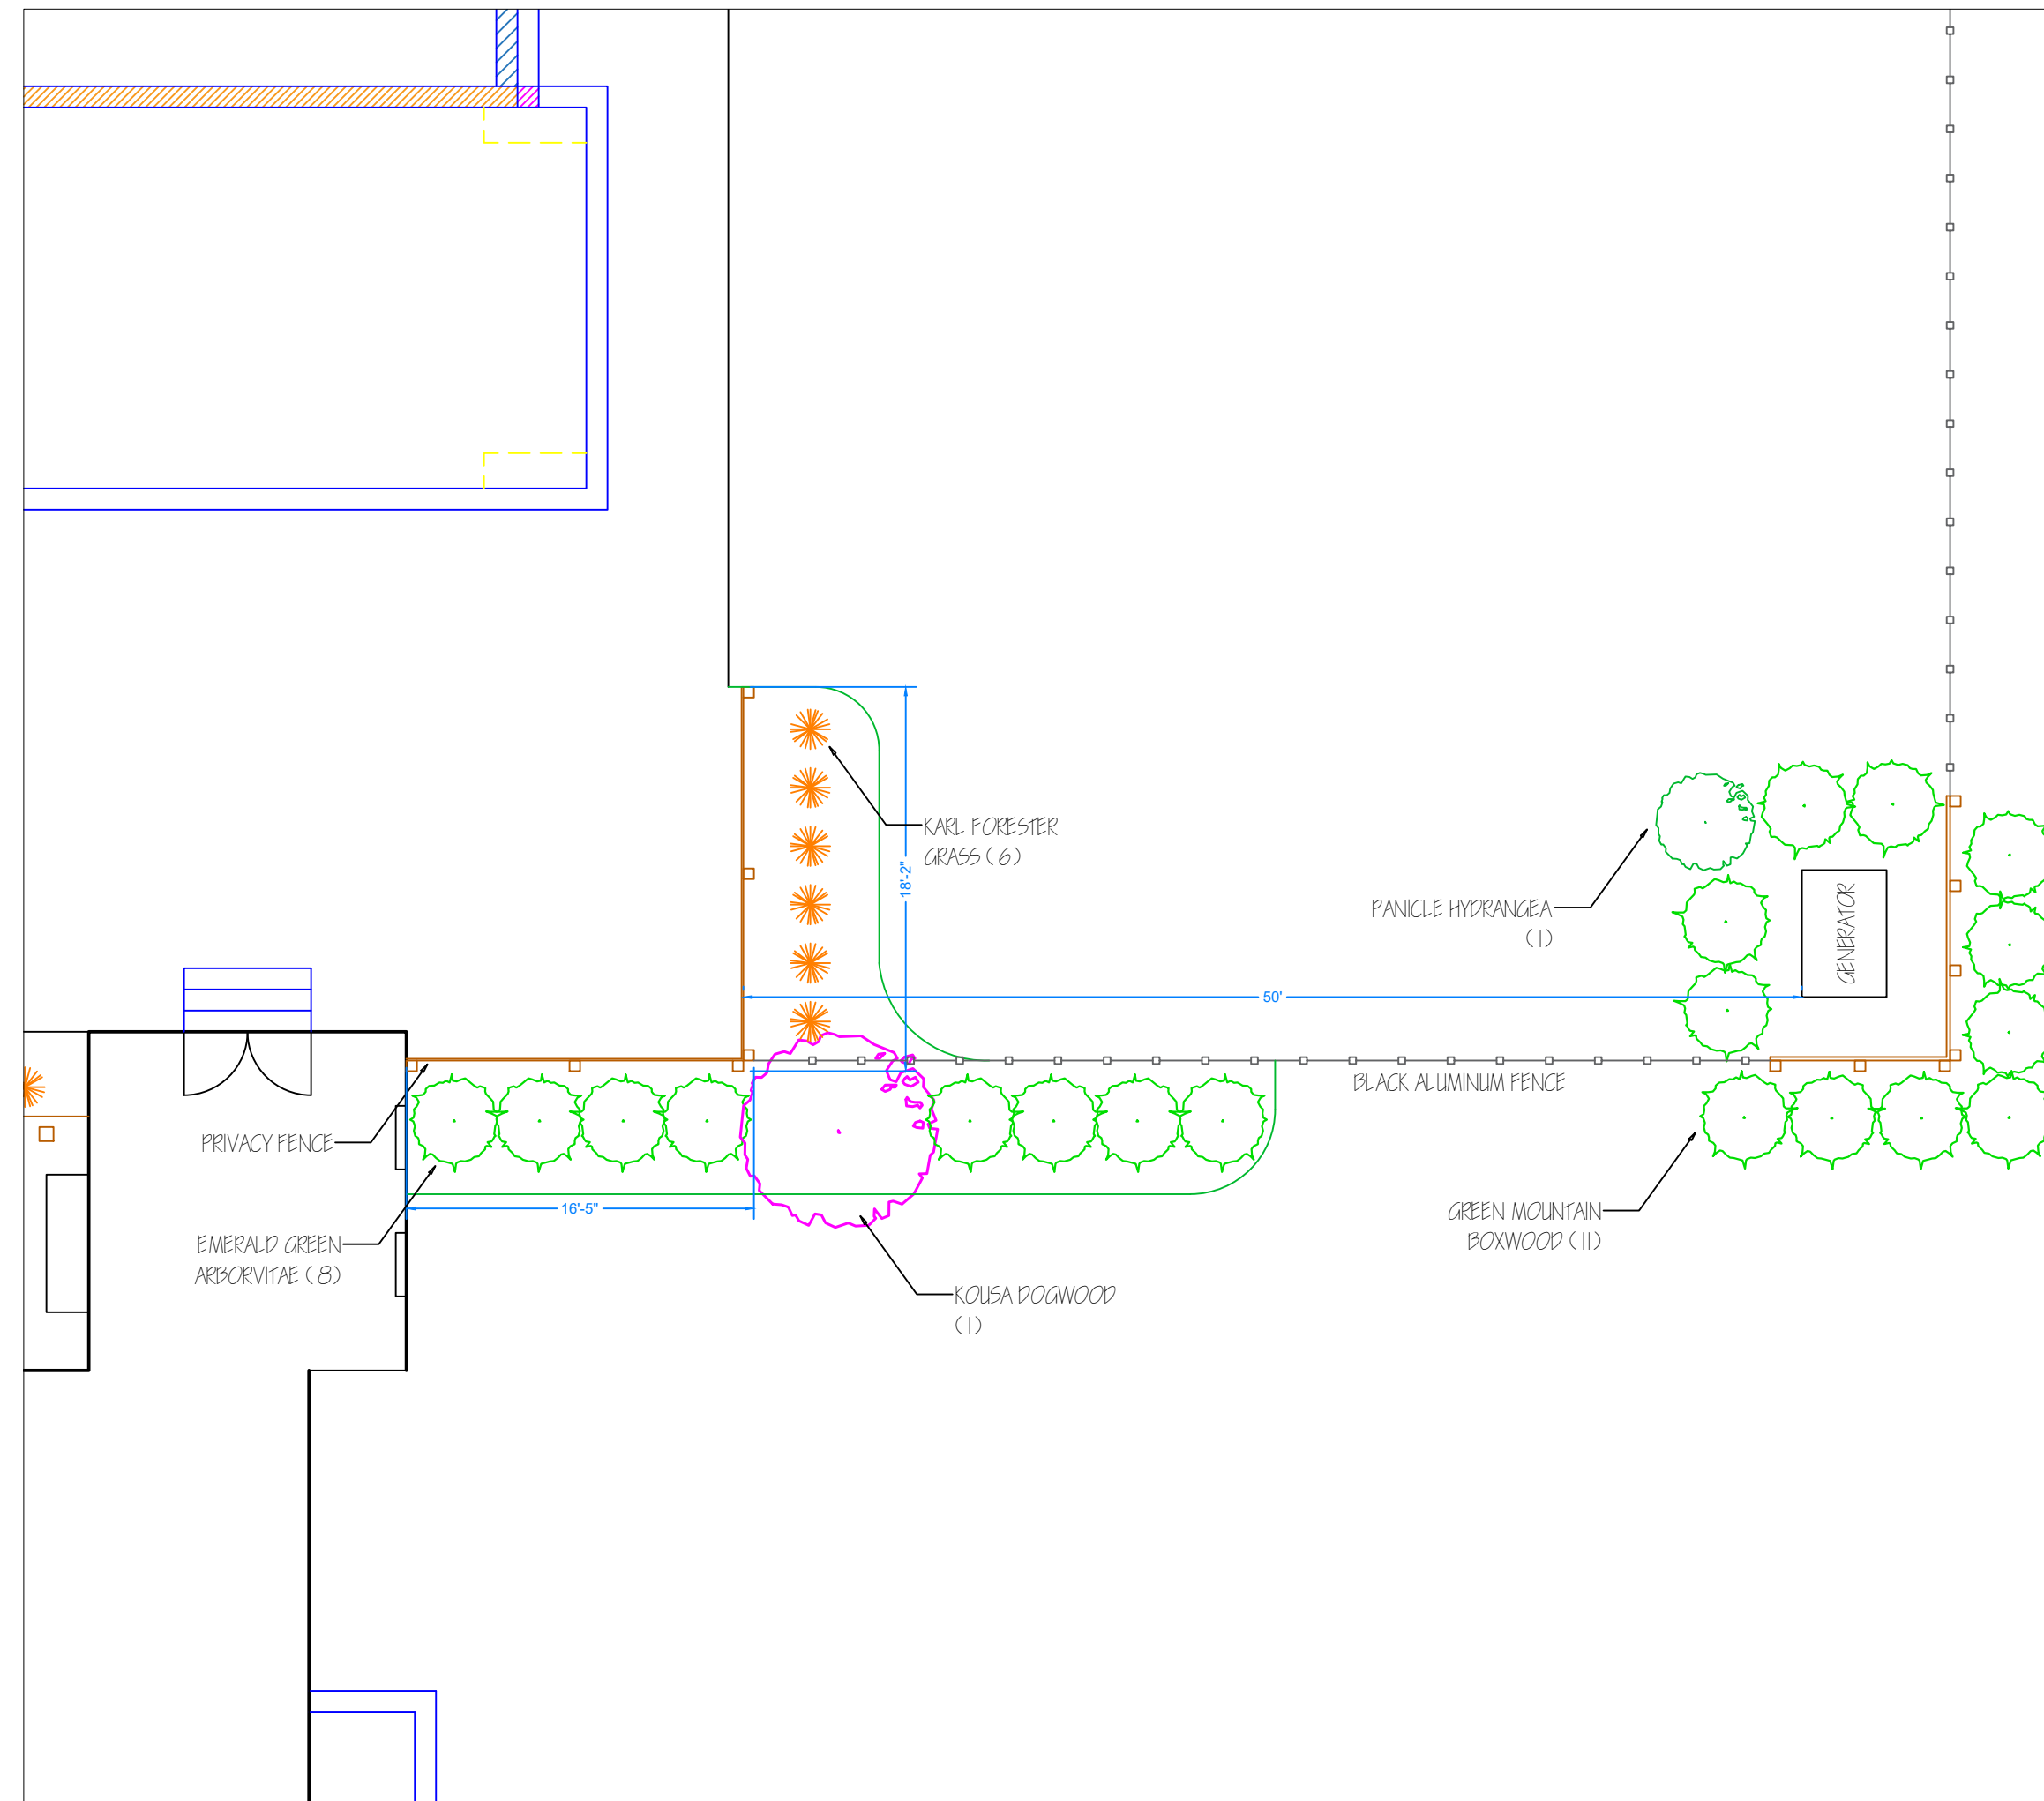 KARL FORESTER
GRASS (6)
18'-2"
PANICLE HYDRANGEA
(1)
GENERATOR
50'
BLACK ALUMINUM FENCE
PRIVACY FENCE
16'-5"
EMERALD GREEN
ARBORVITAE (8)
GREEN MOUNTAIN
BOXWOOD (11)
KOUSA DOGWOOD
(1)